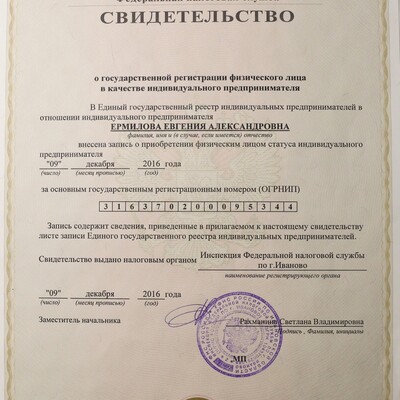 Федеральная налоговая служба
СВИДЕТЕЛЬСТВО
о государственной регистрации физического лица
в качестве индивидуального предпринимателя
В Единый государственный реестр индивидуальных предпринимателей в
отношении индивидуального предпринимателя
ЕРМИЛОВА ЕВГЕНИЯ АЛЕКСАНДРОВНА
фамилия, имя и (в случае, если имеется) отчество
внесена запись о приобретении физическим лицом статуса индивидуального
предпринимателя
"09" декабря 2016 года
(число) (месяц прописью) (год)
за основным государственным регистрационным номером (ОГРНИП)
3 1 6 3 7 0 2 0 0 0 9 5 3 4 4
Запись содержит сведения, приведенные в прилагаемом к настоящему свидетельству
листе записи Единого государственного реестра индивидуальных предпринимателей.
Свидетельство выдано налоговым органом Инспекция Федеральной налоговой службы
по г.Иваново
наименование регистрирующего органа
"09" декабря 2016 года
(число) (месяц прописью) (год)
Заместитель начальника Рахманина Светлана Владимировна
Подпись , Фамилия, инициалы
МП